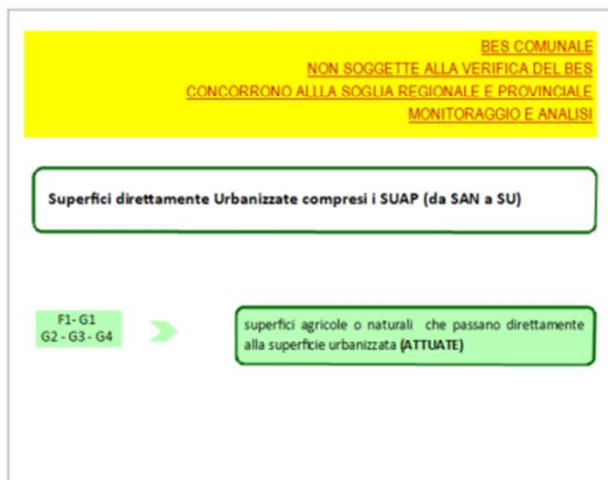 BES COMUNALE
NON SOGGETTE ALLA VERIFICA DEL BES
CONCORRONO ALLLA SOGLIA REGIONALE E PROVINCIALE
MONITORAGGIO E ANALISI
Superfici direttamente Urbanizzate compresi i SUAP (da SAN a SU)
F1- G1
G2 - G3 - G4
superfici agricole o naturali che passano direttamente
alla superficie urbanizzata (ATTUATE)